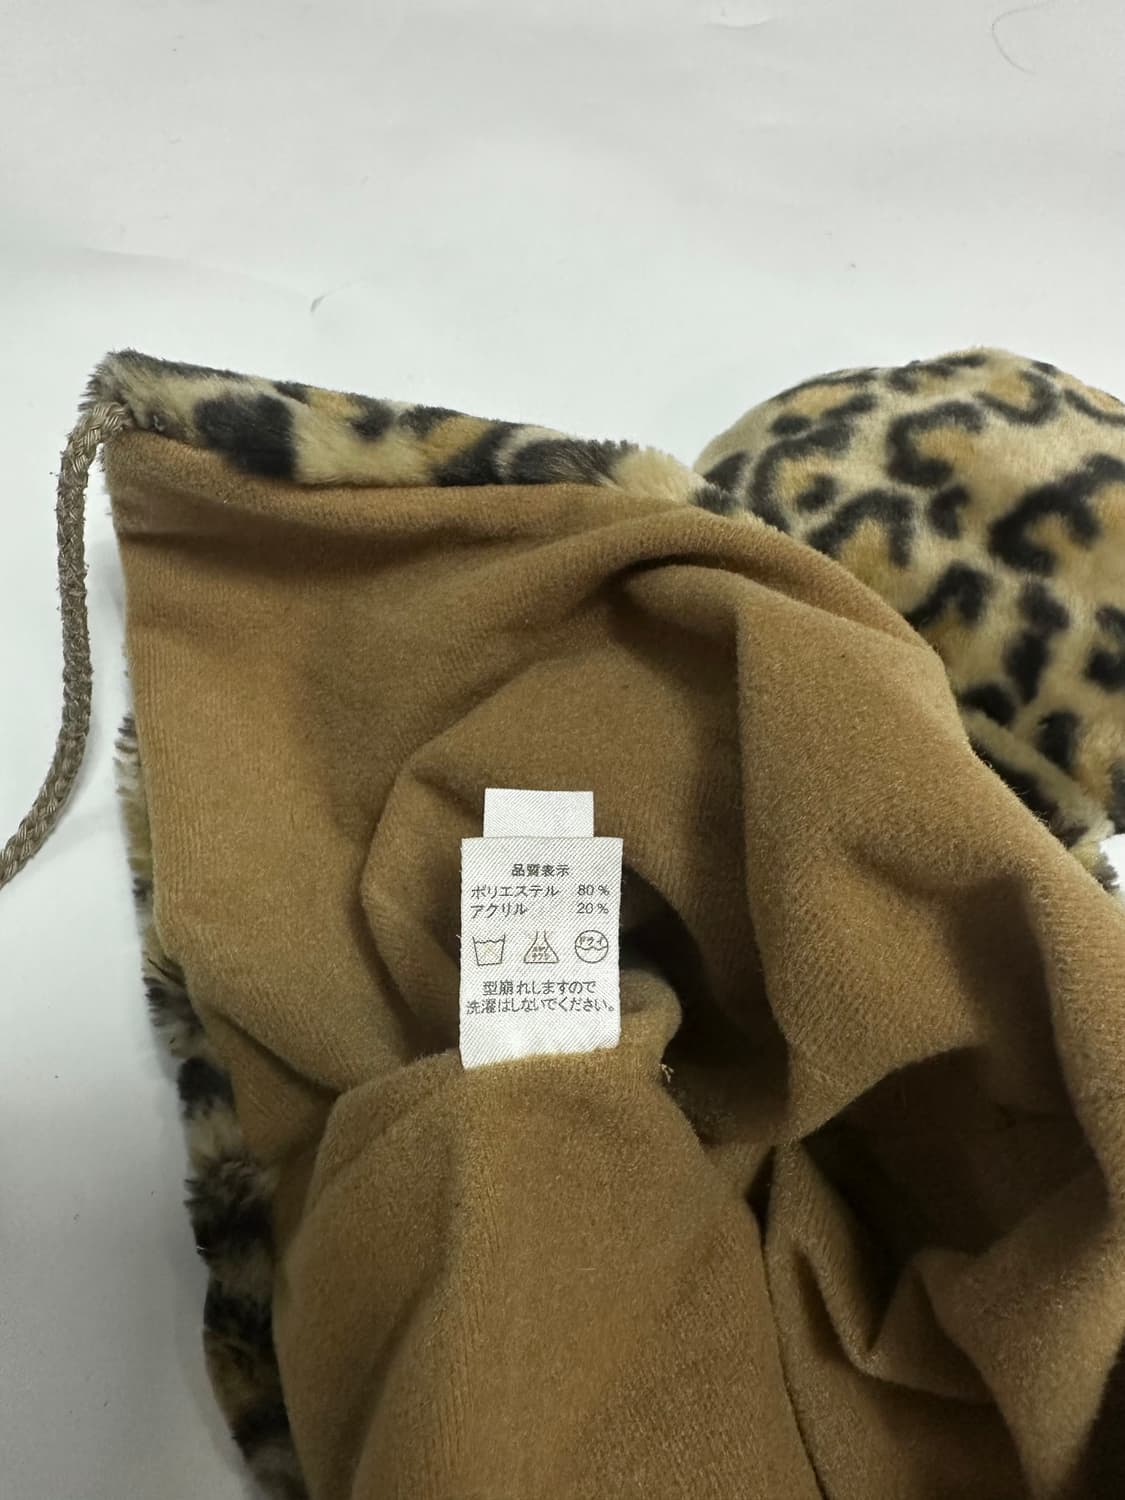 品質表示
ポリエステル 80%
アクリル 20%
ドライ
型崩れしますので
洗濯はしないでください。